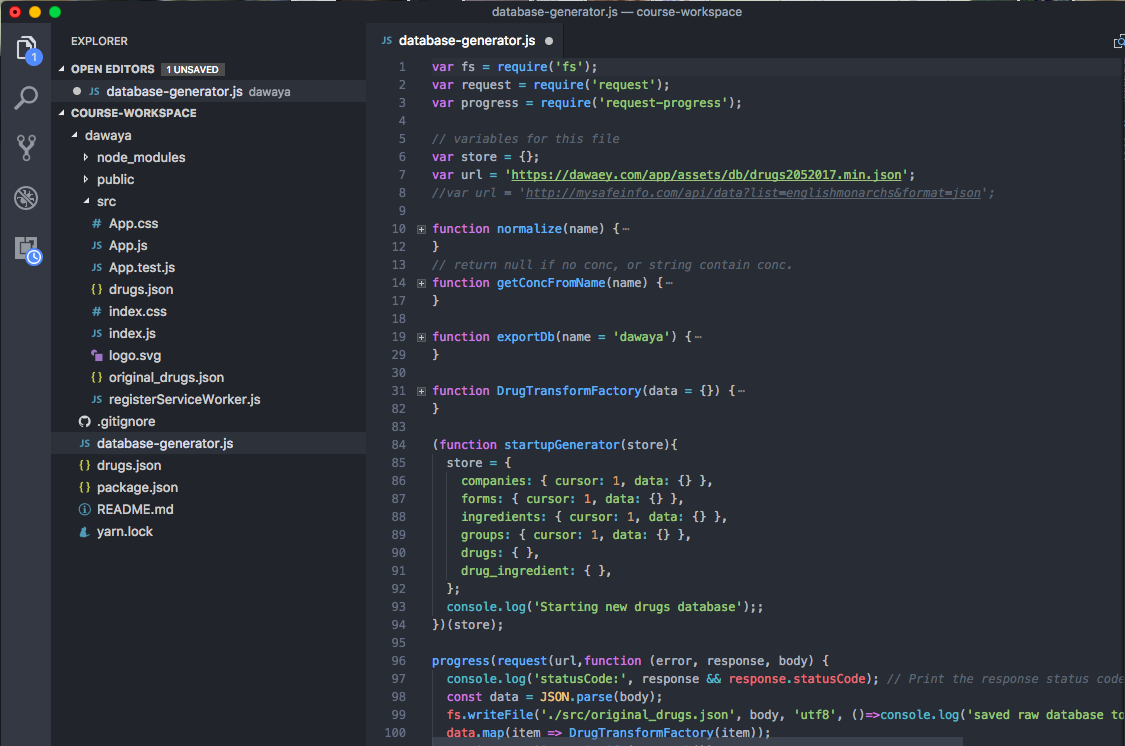 database-generator.js — course-workspace
1
EXPLORER
OPEN EDITORS 1 UNSAVED
JS database-generator.js dawaya
COURSE-WORKSPACE
dawaya
node_modules
public
src
# App.css
JS App.js
JS App.test.js
{} drugs.json
# index.css
JS index.js
logo.svg
{} original_drugs.json
JS registerServiceWorker.js
.gitignore
JS database-generator.js
{} drugs.json
{} package.json
README.md
yarn.lock
JS database-generator.js
1 var fs = require('fs');
2 var request = require('request');
3 var progress = require('request-progress');
4
5 // variables for this file
6 var store = {};
7 var url = 'https://dawaey.com/app/assets/db/drugs2052017.min.json';
8 //var url = 'http://mysafeinfo.com/api/data?list=englishmonarchs&format=json';
9
10 function normalize(name) {⋯
12 }
13 // return null if no conc, or string contain conc.
14 function getConcFromName(name) {⋯
17 }
18
19 function exportDb(name = 'dawaya') {⋯
29 }
30
31 function DrugTransformFactory(data = {}) {⋯
82 }
83
84 (function startupGenerator(store){
85 store = {
86 companies: { cursor: 1, data: {} },
87 forms: { cursor: 1, data: {} },
88 ingredients: { cursor: 1, data: {} },
89 groups: { cursor: 1, data: {} },
90 drugs: { },
91 drug_ingredient: { },
92 };
93 console.log('Starting new drugs database');;
94 })(store);
95
96 progress(request(url,function (error, response, body) {
97 console.log('statusCode:', response && response.statusCode); // Print the response status code
98 const data = JSON.parse(body);
99 fs.writeFile('./src/original_drugs.json', body, 'utf8', ()=>console.log('saved raw database to
100 data.map(item => DrugTransformFactory(item));